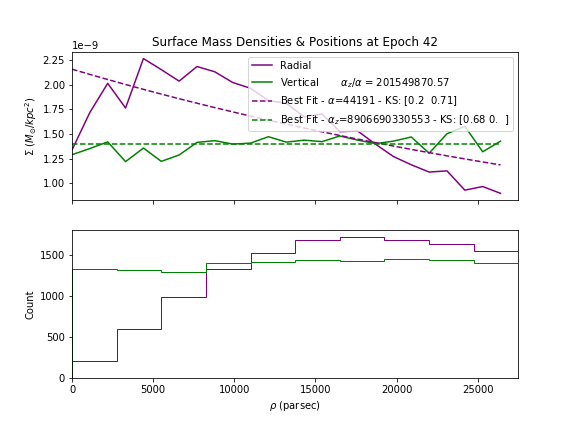 Surface Mass Densities & Positions at Epoch 42
1e−9
2.25
2.00
1.75
1.50
1.25
1.00
Σ (M⊙/kpc²)
Radial
Vertical αz/α = 201549870.57
Best Fit - α=44191 - KS: [0.2 0.71]
Best Fit - αz=8906690330553 - KS: [0.68 0. ]
1500
1000
500
0
Count
0 5000 10000 15000 20000 25000
ρ (parsec)